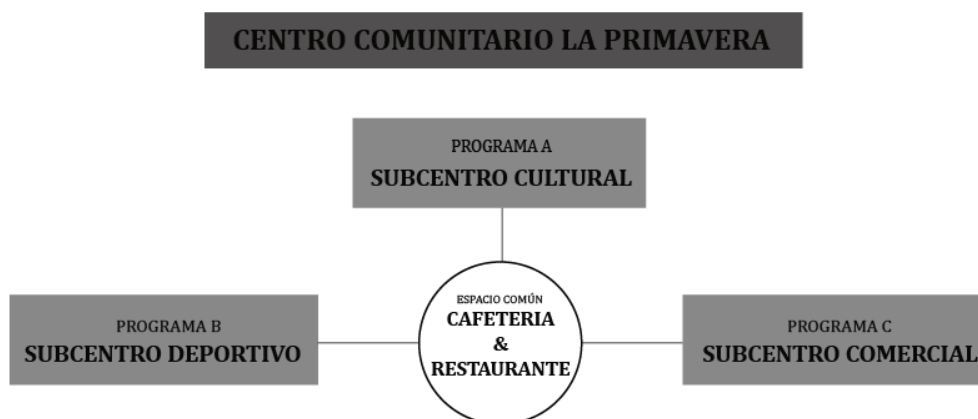 CENTRO COMUNITARIO LA PRIMAVERA
PROGRAMA A
SUBCENTRO CULTURAL
PROGRAMA B
SUBCENTRO DEPORTIVO
ESPACIO COMÚN
CAFETERIA
&
RESTAURANTE
PROGRAMA C
SUBCENTRO COMERCIAL